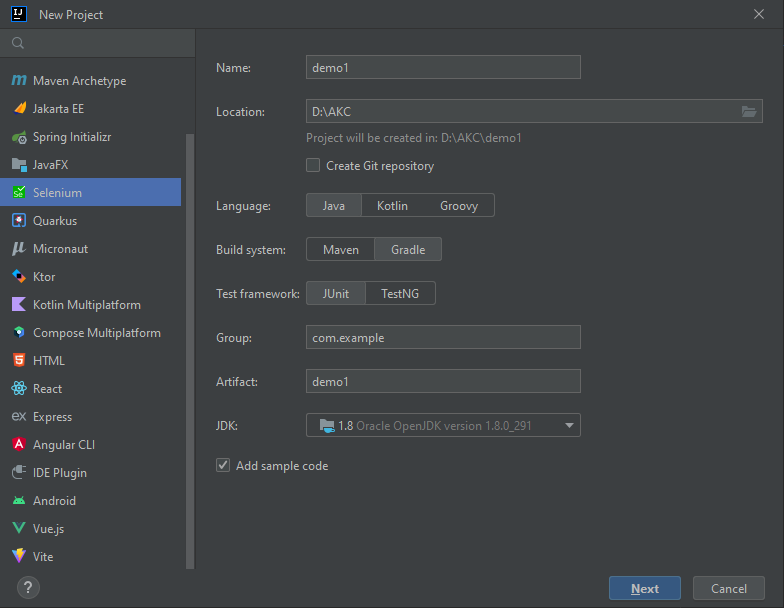 New Project
Maven Archetype
Jakarta EE
Spring Initializr
JavaFX
Selenium
Quarkus
Micronaut
Ktor
Kotlin Multiplatform
Compose Multiplatform
HTML
React
Express
Angular CLI
IDE Plugin
Android
Vue.js
Vite
Name: demo1
Location: D:\AKC
Project will be created in: D:\AKC\demo1
Create Git repository
Language: Java Kotlin Groovy
Build system: Maven Gradle
Test framework: JUnit TestNG
Group: com.example
Artifact: demo1
JDK: 1.8 Oracle OpenJDK version 1.8.0_291
Add sample code
? Next Cancel